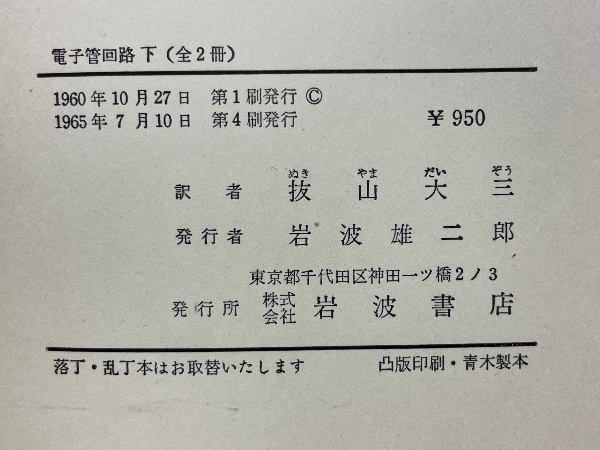 電子管回路 下（全2冊）
1960年10月27日 第1刷発行 ©
1965年 7月10日 第4刷発行
¥ 950
ぬき やま だい ぞう
訳者 抜山大三
発行者 岩波雄二郎
東京都千代田区神田一ツ橋2ノ3
発行所 株式会社 岩波書店
落丁・乱丁本はお取替いたします
凸版印刷・青木製本